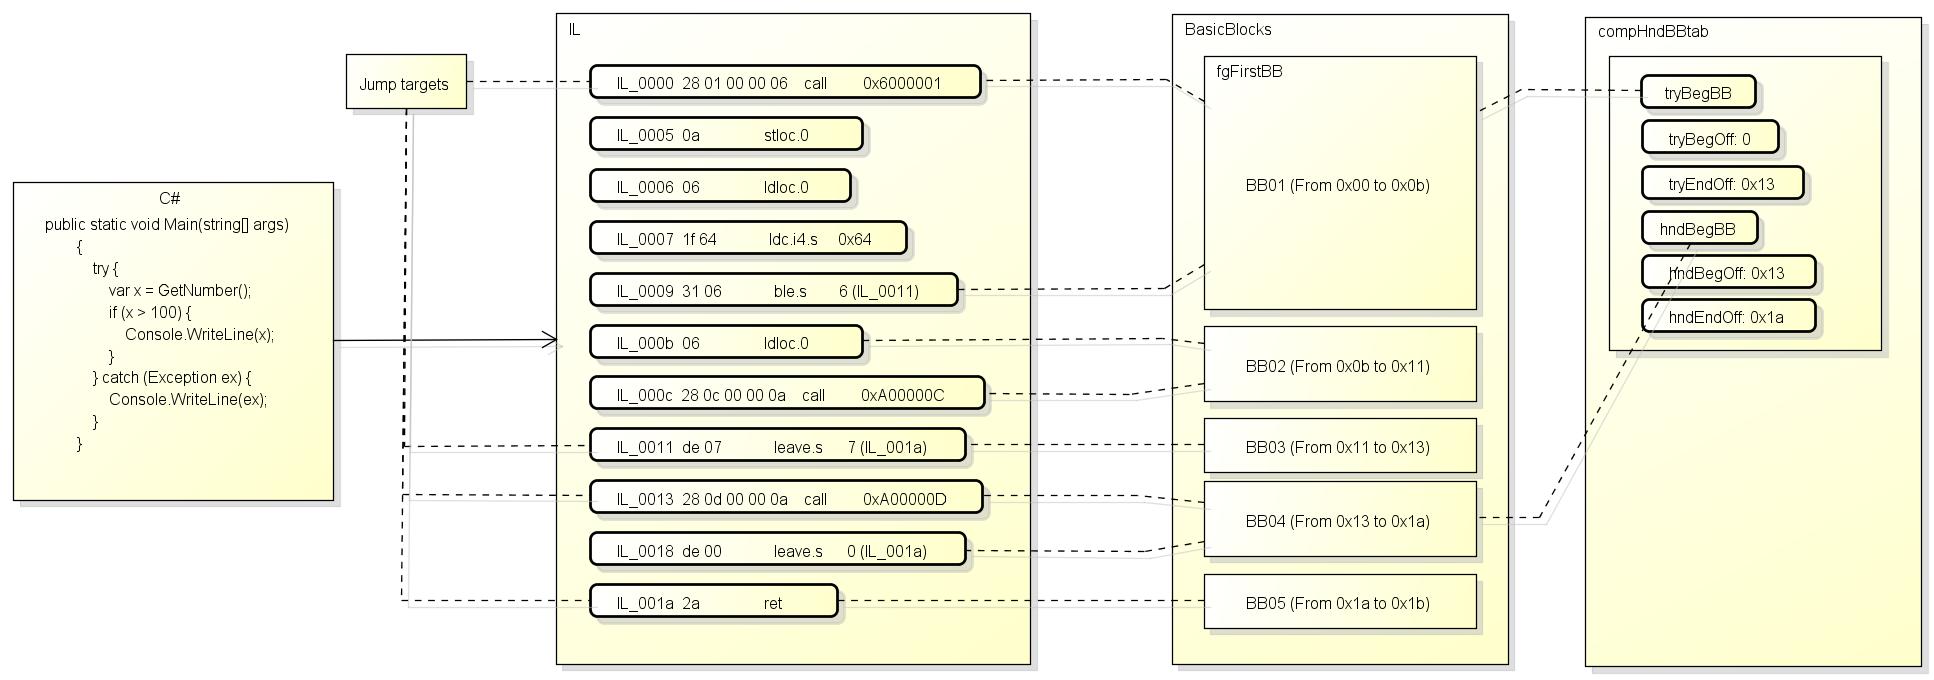 C#
public static void Main(string[] args)
{
try {
var x = GetNumber();
if (x > 100) {
Console.WriteLine(x);
}
} catch (Exception ex) {
Console.WriteLine(ex);
}
}
Jump targets
IL
IL_0000 28 01 00 00 06 call 0x6000001
IL_0005 0a stloc.0
IL_0006 06 ldloc.0
IL_0007 1f 64 ldc.i4.s 0x64
IL_0009 31 06 ble.s 6 (IL_0011)
IL_000b 06 ldloc.0
IL_000c 28 0c 00 00 0a call 0xA00000C
IL_0011 de 07 leave.s 7 (IL_001a)
IL_0013 28 0d 00 00 0a call 0xA00000D
IL_0018 de 00 leave.s 0 (IL_001a)
IL_001a 2a ret
BasicBlocks
fgFirstBB
BB01 (From 0x00 to 0x0b)
BB02 (From 0x0b to 0x11)
BB03 (From 0x11 to 0x13)
BB04 (From 0x13 to 0x1a)
BB05 (From 0x1a to 0x1b)
compHndBBtab
tryBegBB
tryBegOff: 0
tryEndOff: 0x13
hndBegBB
hndBegOff: 0x13
hndEndOff: 0x1a